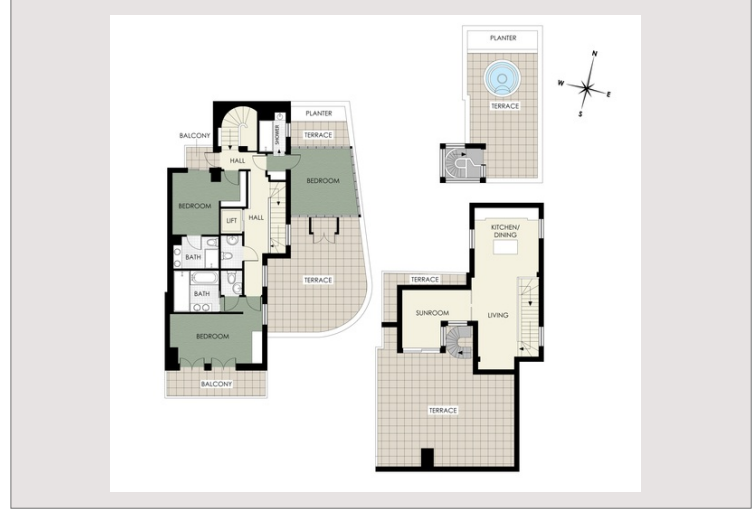 PLANTER
N
W
E
S
TERRACE
PLANTER
BALCONY
TERRACE
SHOWER
HALL
BEDROOM
BEDROOM
LIFT
HALL
BATH
TERRACE
BATH
BEDROOM
BALCONY
KITCHEN/
DINING
TERRACE
SUNROOM
LIVING
TERRACE